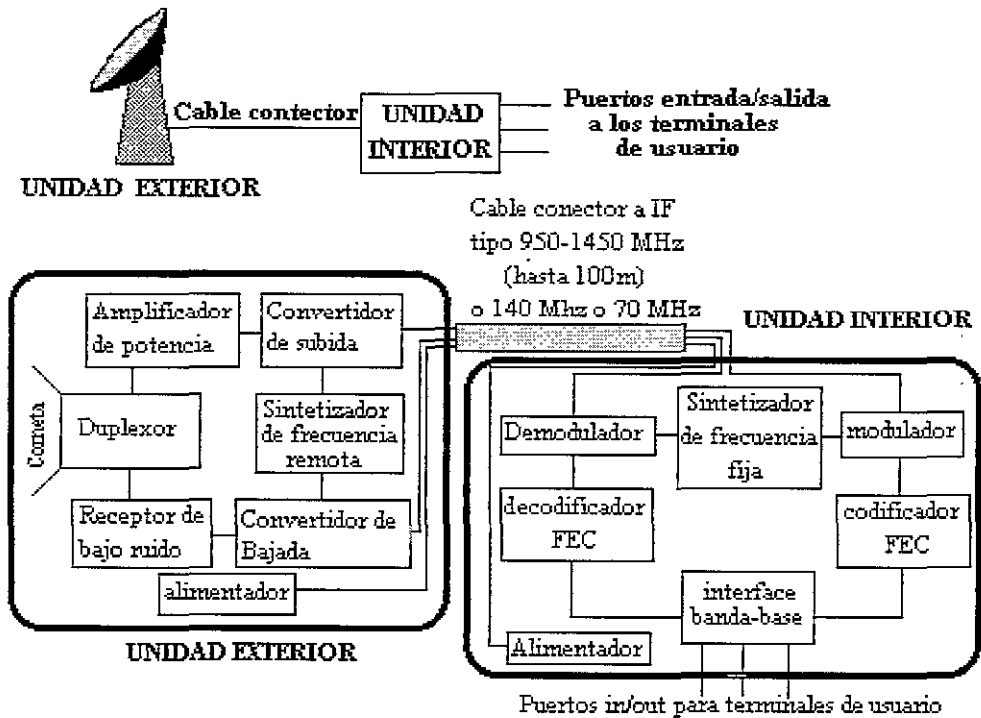 Cable contector
UNIDAD
INTERIOR
Puertos entrada/salida
a los terminales
de usuario
UNIDAD EXTERIOR
Cable conector a IF
tipo 950-1450 MHz
(hasta 100m)
o 140 Mhz o 70 MHz
UNIDAD INTERIOR
Amplificador
de potencia
Convertidor
de subida
Corneta
Duplexor
Sintetizador
de frecuencia
remota
Receptor de
bajo ruido
Convertidor de
Bajada
alimentador
UNIDAD EXTERIOR
Demodulador
Sintetizador
de frecuencia
fija
modulador
decodificador
FEC
codificador
FEC
interface
banda-base
Alimentador
Puertos in/out para terminales de usuario